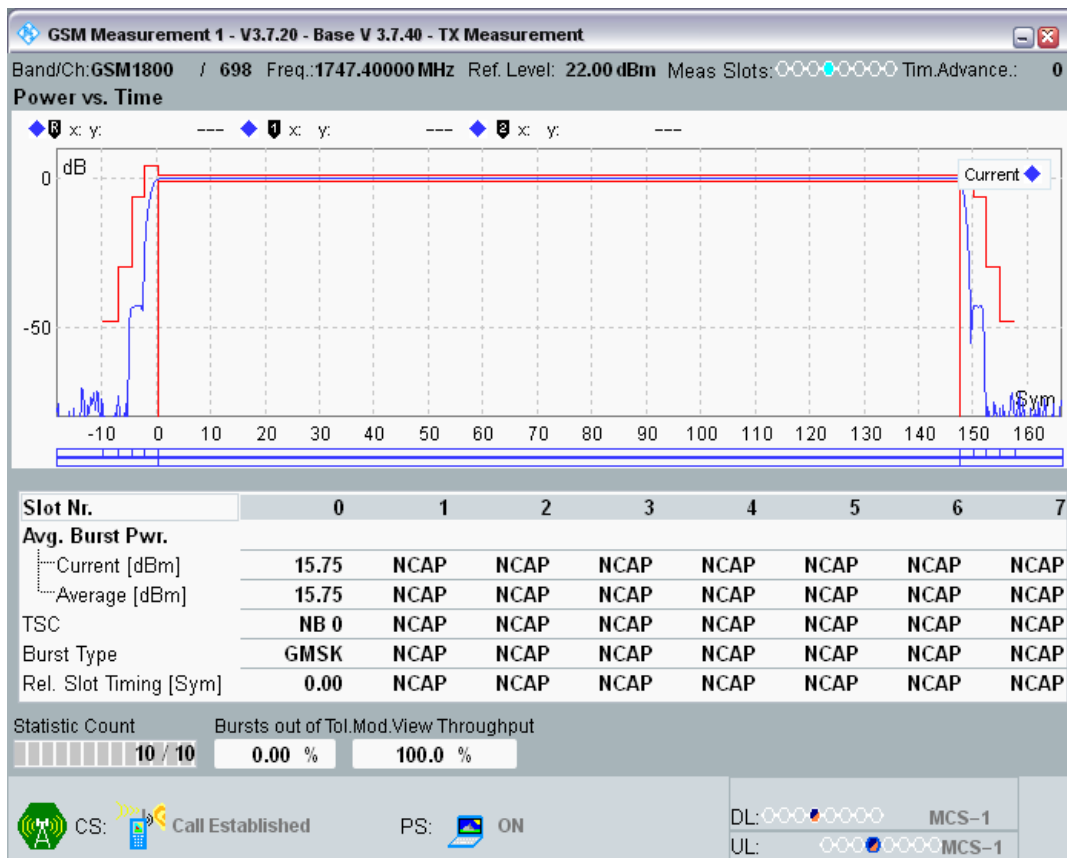 GSM Measurement 1 - V3.7.20 - Base V 3.7.40 - TX Measurement
Band/Ch:GSM1800 / 698 Freq.:1747.40000 MHz Ref. Level: 22.00 dBm Meas Slots: Tim.Advance.: 0
Power vs. Time
R x: y: --- 1 x: y: --- 2 x: y: ---
dB
Current
0
-50
Sym
-10 0 10 20 30 40 50 60 70 80 90 100 110 120 130 140 150 160
Slot Nr. 0 1 2 3 4 5 6 7
Avg. Burst Pwr.
Current [dBm] 15.75 NCAP NCAP NCAP NCAP NCAP NCAP NCAP
Average [dBm] 15.75 NCAP NCAP NCAP NCAP NCAP NCAP NCAP
TSC NB 0 NCAP NCAP NCAP NCAP NCAP NCAP NCAP
Burst Type GMSK NCAP NCAP NCAP NCAP NCAP NCAP NCAP
Rel. Slot Timing [Sym] 0.00 NCAP NCAP NCAP NCAP NCAP NCAP NCAP
Statistic Count Bursts out of Tol.Mod.View Throughput
10 / 10 0.00 % 100.0 %
CS: Call Established PS: ON
DL: MCS-1
UL: MCS-1